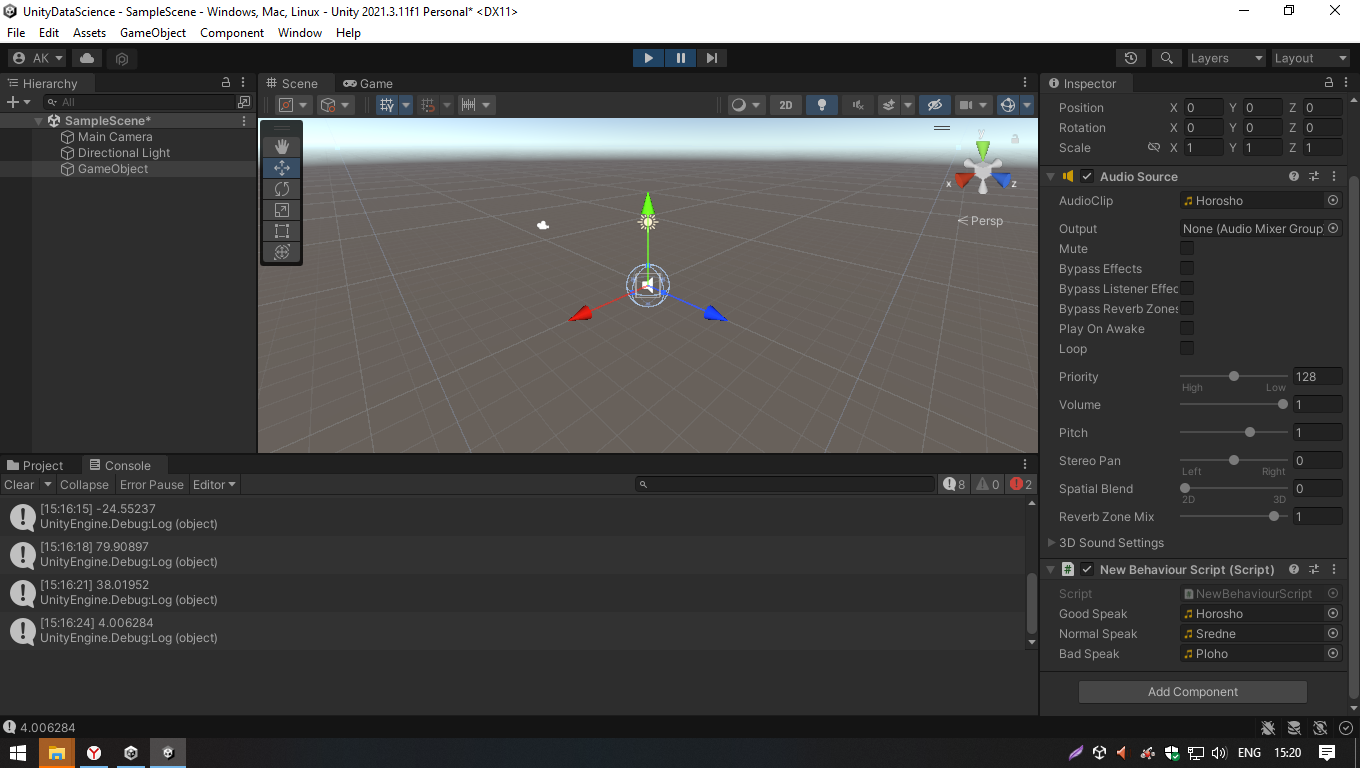 UnityDataScience - SampleScene - Windows, Mac, Linux - Unity 2021.3.11f1 Personal* <DX11>
File Edit Assets GameObject Component Window Help
AK Layers Layout
Hierarchy
All
SampleScene*
Main Camera
Directional Light
GameObject
Scene Game
2D
y
x
z
Persp
Inspector
Position X 0 Y 0 Z 0
Rotation X 0 Y 0 Z 0
Scale X 1 Y 1 Z 1
Audio Source
AudioClip Horosho
Output None (Audio Mixer Group
Mute
Bypass Effects
Bypass Listener Effec
Bypass Reverb Zones
Play On Awake
Loop
Priority 128
High Low
Volume 1
Pitch 1
Stereo Pan 0
Left Right
Spatial Blend 0
2D 3D
Reverb Zone Mix 1
3D Sound Settings
New Behaviour Script (Script)
Script NewBehaviourScript
Good Speak Horosho
Normal Speak Sredne
Bad Speak Ploho
Add Component
Project Console
Clear Collapse Error Pause Editor 8 0 2
[15:16:15] -24.55237
UnityEngine.Debug:Log (object)
[15:16:18] 79.90897
UnityEngine.Debug:Log (object)
[15:16:21] 38.01952
UnityEngine.Debug:Log (object)
[15:16:24] 4.006284
UnityEngine.Debug:Log (object)
4.006284
ENG 15:20